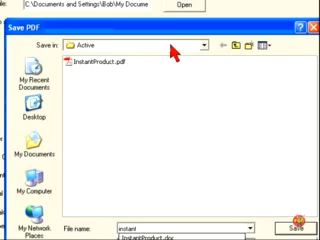 file:
C:\Documents and Settings\Bob\My Docume
Open
Save PDF
Save in:
Active
InstantProduct.pdf
My Recent
Documents
Desktop
My Documents
My Computer
My Network
Places
File name:
instant
Save
InstantProduct.doc